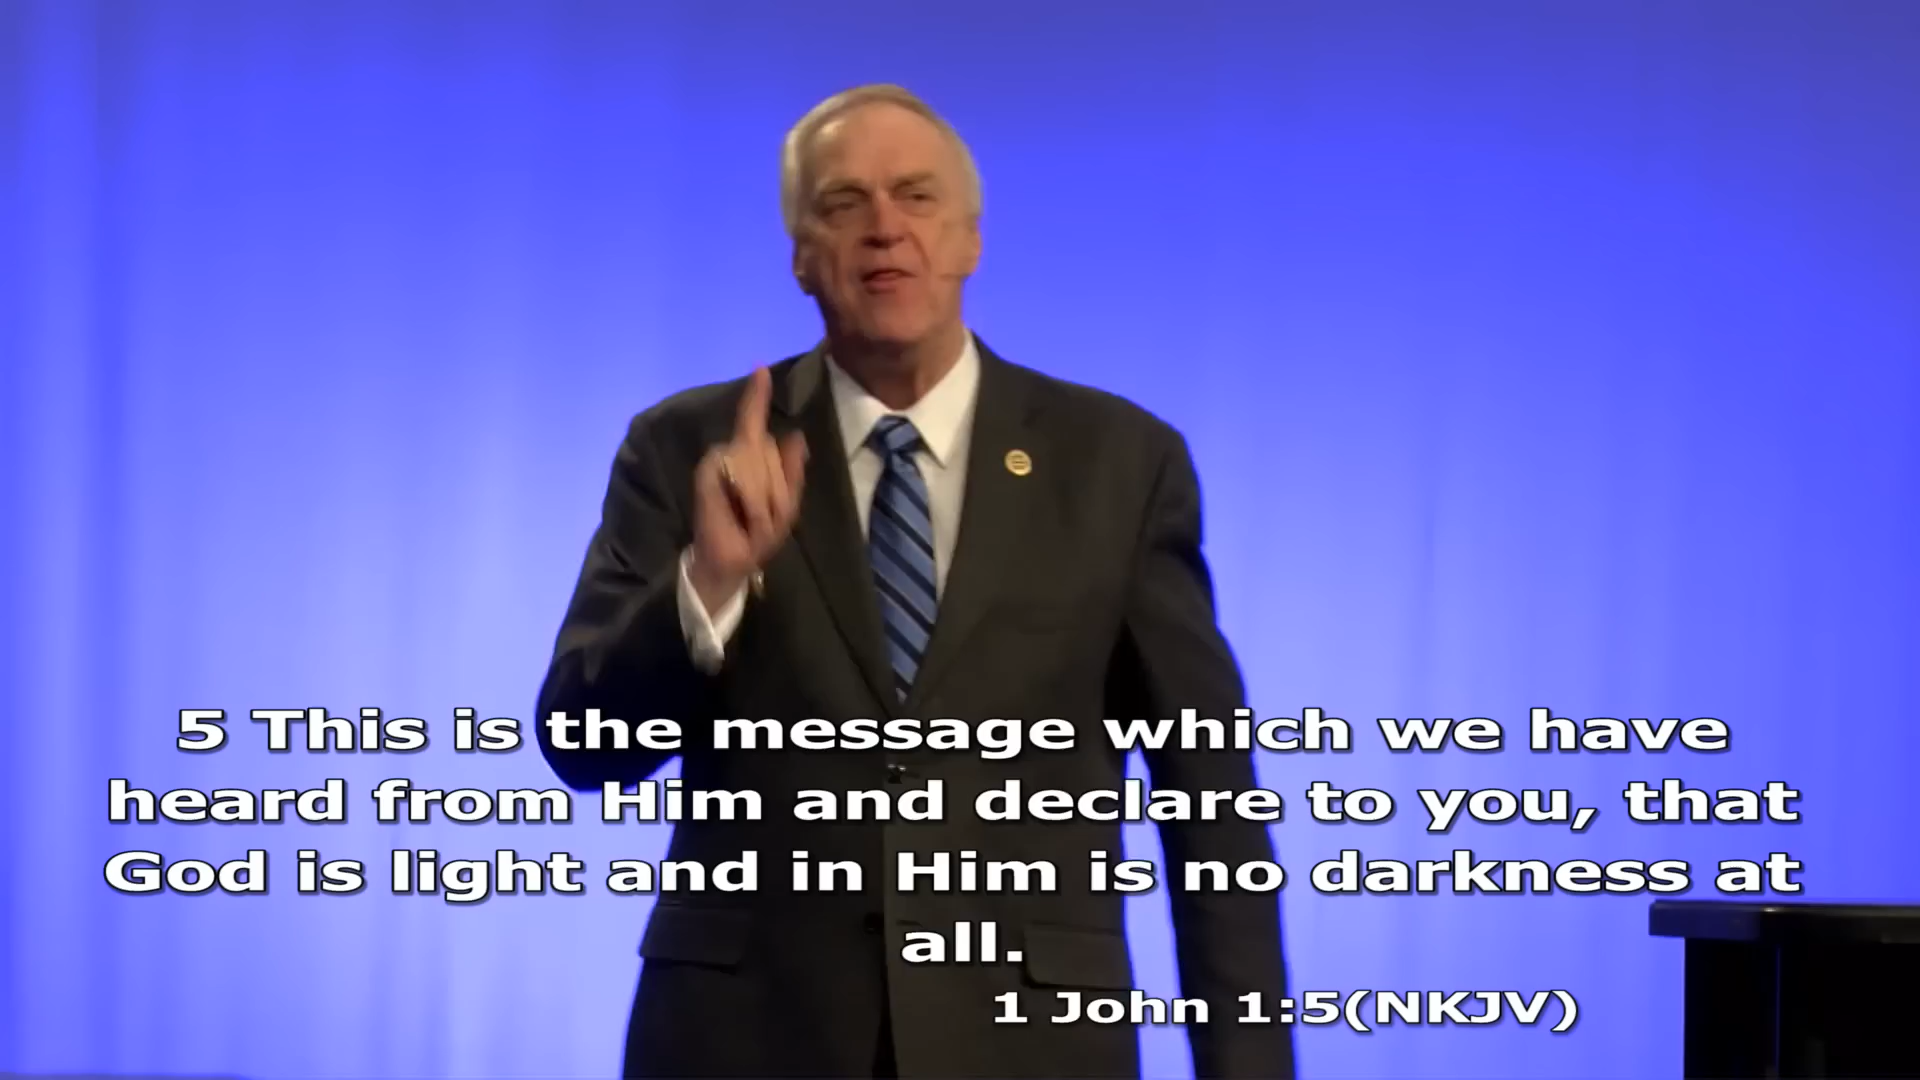 5 This is the message which we have
heard from Him and declare to you, that
God is light and in Him is no darkness at
all.
1 John 1:5(NKJV)